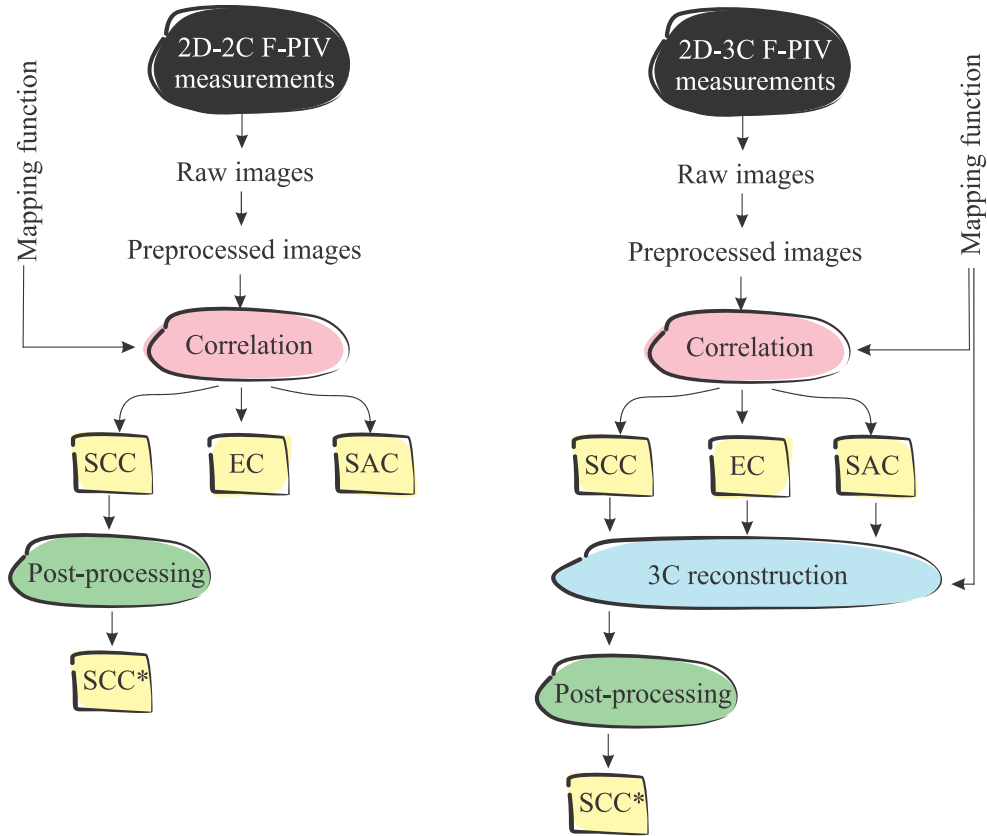 2D-2C F-PIV
measurements
Mapping function
Raw images
Preprocessed images
Correlation
SCC
EC
SAC
Post-processing
SCC*
2D-3C F-PIV
measurements
Mapping function
Raw images
Preprocessed images
Correlation
SCC
EC
SAC
3C reconstruction
Post-processing
SCC*